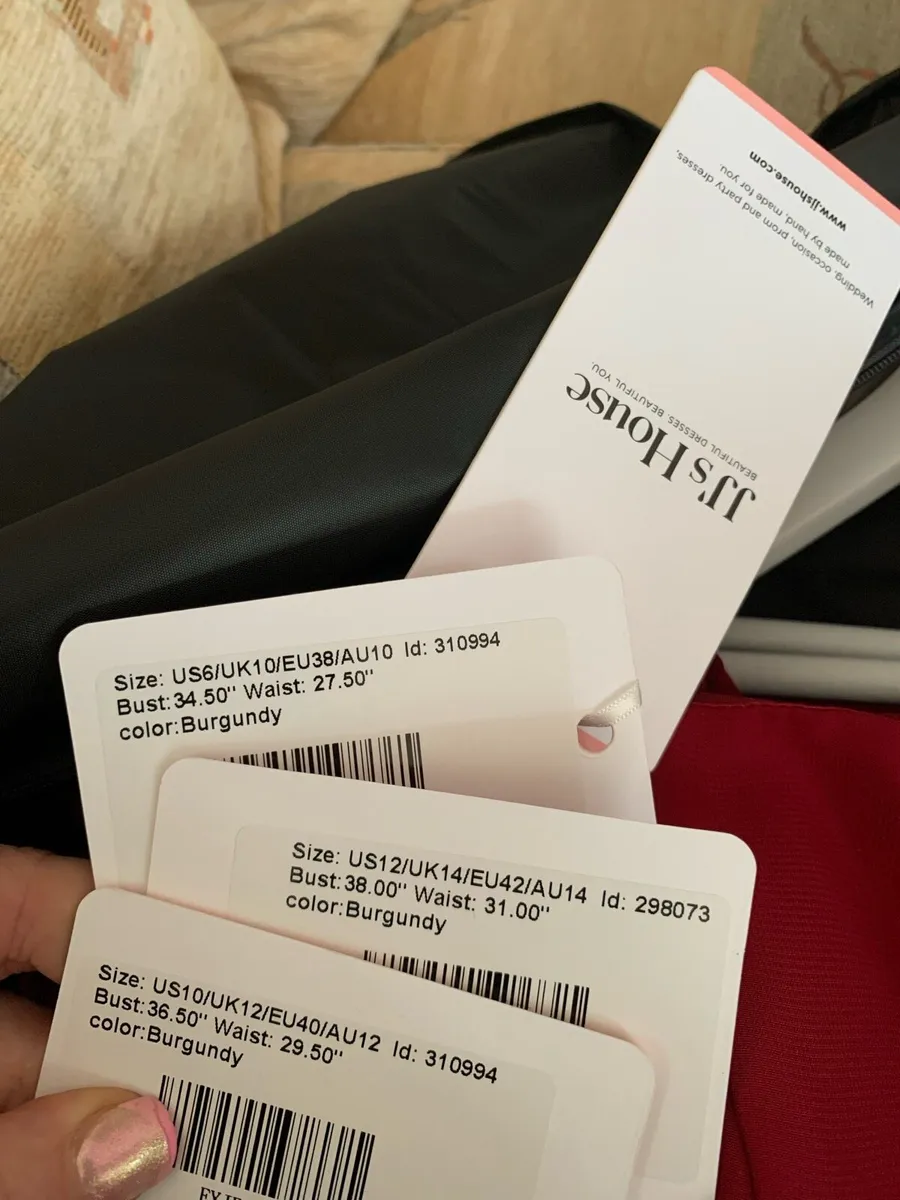 www.jjshouse.com
Wedding, occasion, prom and party dresses,
made by hand, made for you.
JJ's House
BEAUTIFUL DRESSES. BEAUTIFUL YOU.
Size: US6/UK10/EU38/AU10 Id: 310994
Bust:34.50'' Waist: 27.50''
color:Burgundy
Size: US12/UK14/EU42/AU14 Id: 298073
Bust:38.00'' Waist: 31.00''
color:Burgundy
Size: US10/UK12/EU40/AU12 Id: 310994
Bust:36.50'' Waist: 29.50''
color:Burgundy